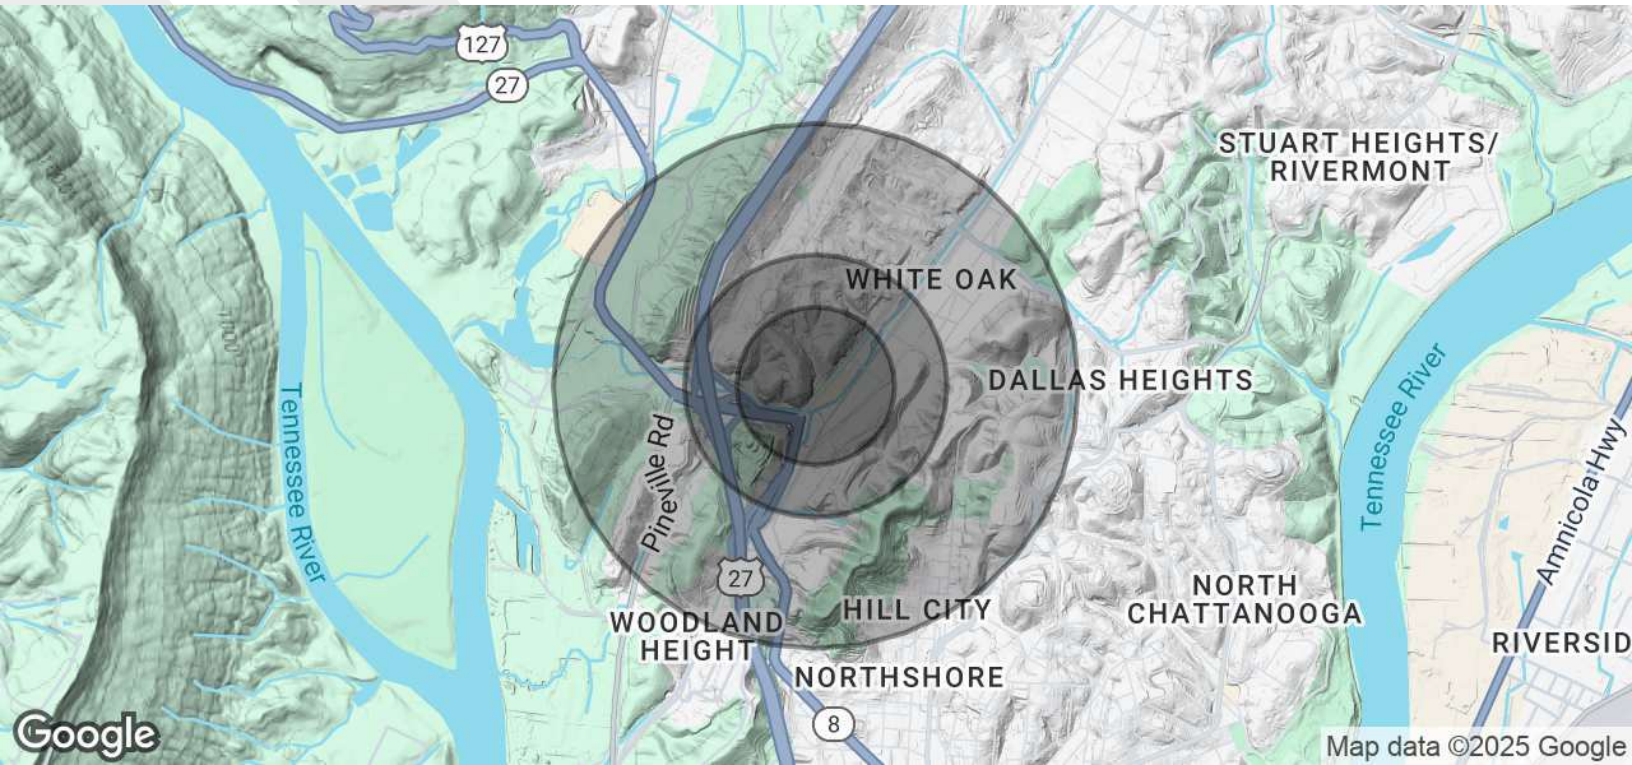 127
27
STUART HEIGHTS/
RIVERMONT
WHITE OAK
DALLAS HEIGHTS
Tennessee River
Tennessee River
Pineville Rd
Amnicola Hwy
27
NORTH
CHATTANOOGA
HILL CITY
WOODLAND
HEIGHT
RIVERSID
NORTHSHORE
8
Google
Map data ©2025 Google